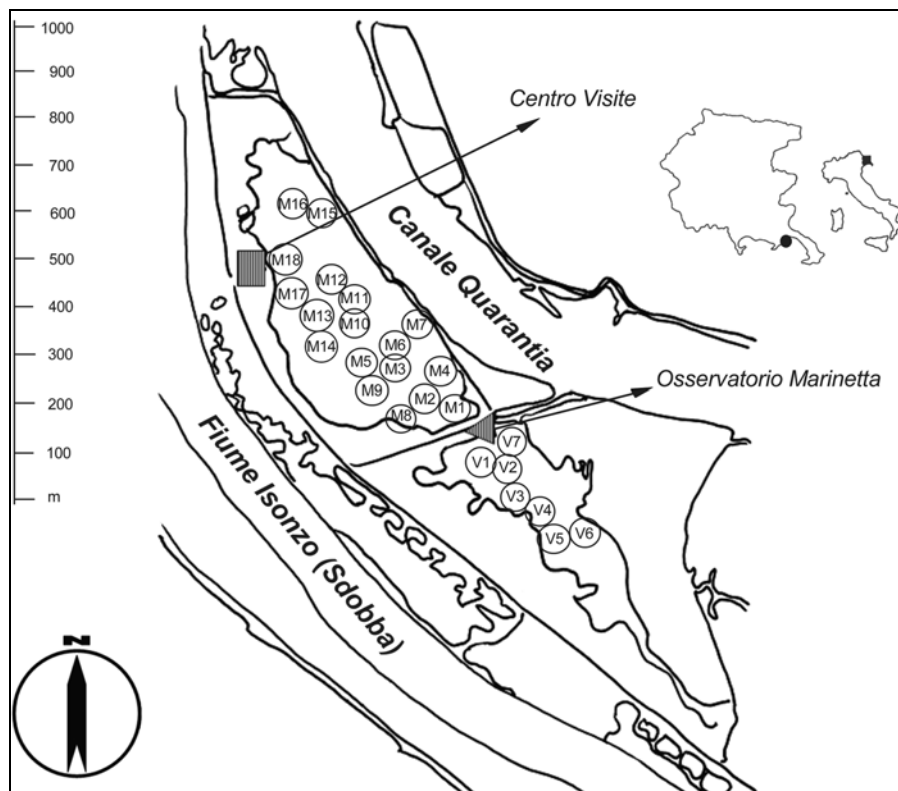 1000
900
800
700
600
500
400
300
200
100
m
Centro Visite
Canale Quarantia
Osservatorio Marinetta
Fiume Isonzo (Sdobba)
M16
M15
M18
M12
M17
M11
M13
M10
M7
M14
M6
M5
M3
M4
M9
M2
M1
M8
V7
V1
V2
V3
V4
V5
V6
N